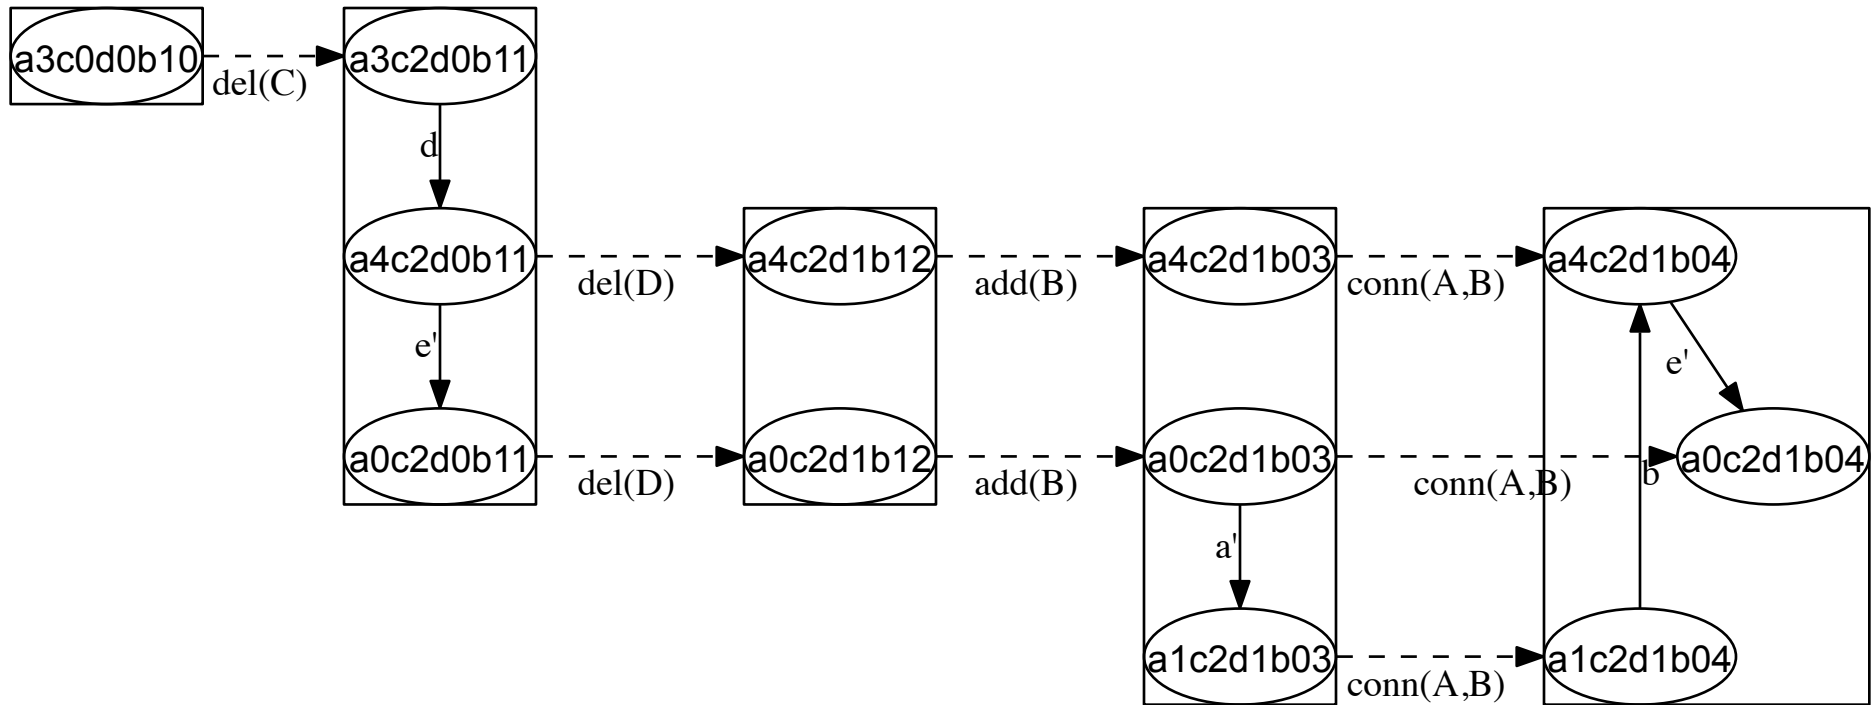 a3c0d0b10
del(C)
a3c2d0b11
d
a4c2d0b11
del(D)
a4c2d1b12
add(B)
a4c2d1b03
conn(A,B)
a4c2d1b04
e'
e'
a0c2d0b11
del(D)
a0c2d1b12
add(B)
a0c2d1b03
conn(A,B)
b
a0c2d1b04
a'
a1c2d1b03
conn(A,B)
a1c2d1b04